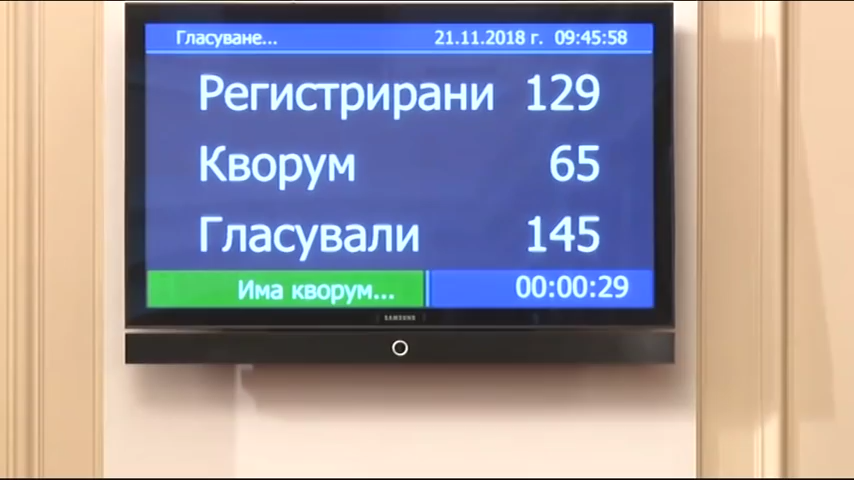 Гласуване... 21.11.2018 г. 09:45:58
Регистрирани 129
Кворум 65
Гласували 145
Има кворум... 00:00:29
SAMSUNG